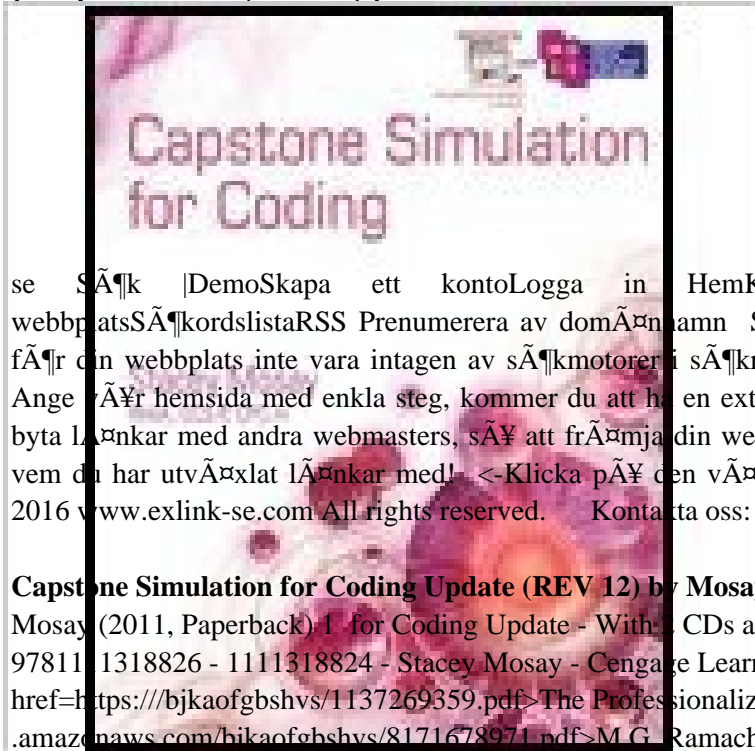 Capstone Simulation
for Coding
se SÃ¶k |DemoSkapa ett kontoLogga in HemK
webbplatsSÃ¶kordslistaRSS Prenumerera av domÃ¤nnamn S
fÃ¶r din webbplats inte vara intagen av sÃ¶kmotorer i sÃ¶k
Ange vÃ¥r hemsida med enkla steg, kommer du att ha en ext
byta lÃ¤nkar med andra webmasters, sÃ¥ att frÃ¤mja din we
vem du har utvÃ¤xlat lÃ¤nkar med! <-Klicka pÃ¥ den vÃ¤
2016 www.exlink-se.com All rights reserved. Kontakta oss:
Capstone Simulation for Coding Update (REV 12) by Mosa
Mosay (2011, Paperback) 1 for Coding Update - With 2 CDs a
9781111318826 - 1111318824 - Stacey Mosay - Cengage Lear
href=https:///bjkaofgbshvs/1137269359.pdf>The Professionaliz
.amazonaws.com/bjkaofgbshvs/8171678971.pdf>M.G. Ramach